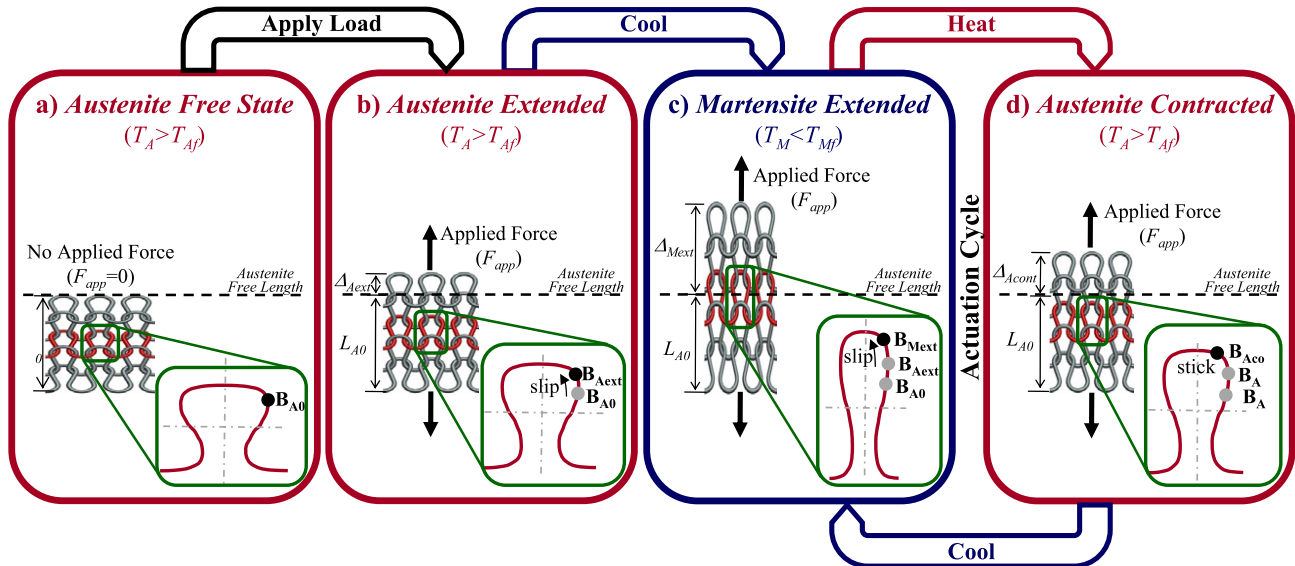 Apply Load
Cool
Heat
a) Austenite Free State
(T_A>T_Af)
No Applied Force
(F_app=0)
Austenite
Free Length
0
B_A0
b) Austenite Extended
(T_A>T_Af)
Applied Force
(F_app)
Δ_Aext
Austenite
Free Length
L_A0
slip
B_Aext
B_A0
c) Martensite Extended
(T_M<T_Mf)
Applied Force
(F_app)
Δ_Mext
Austenite
Free Length
L_A0
slip
B_Mext
B_Aext
B_A0
Actuation Cycle
d) Austenite Contracted
(T_A>T_Af)
Applied Force
(F_app)
Δ_Acont
Austenite
Free Length
L_A0
stick
B_Aco
B_A
B_A
Cool